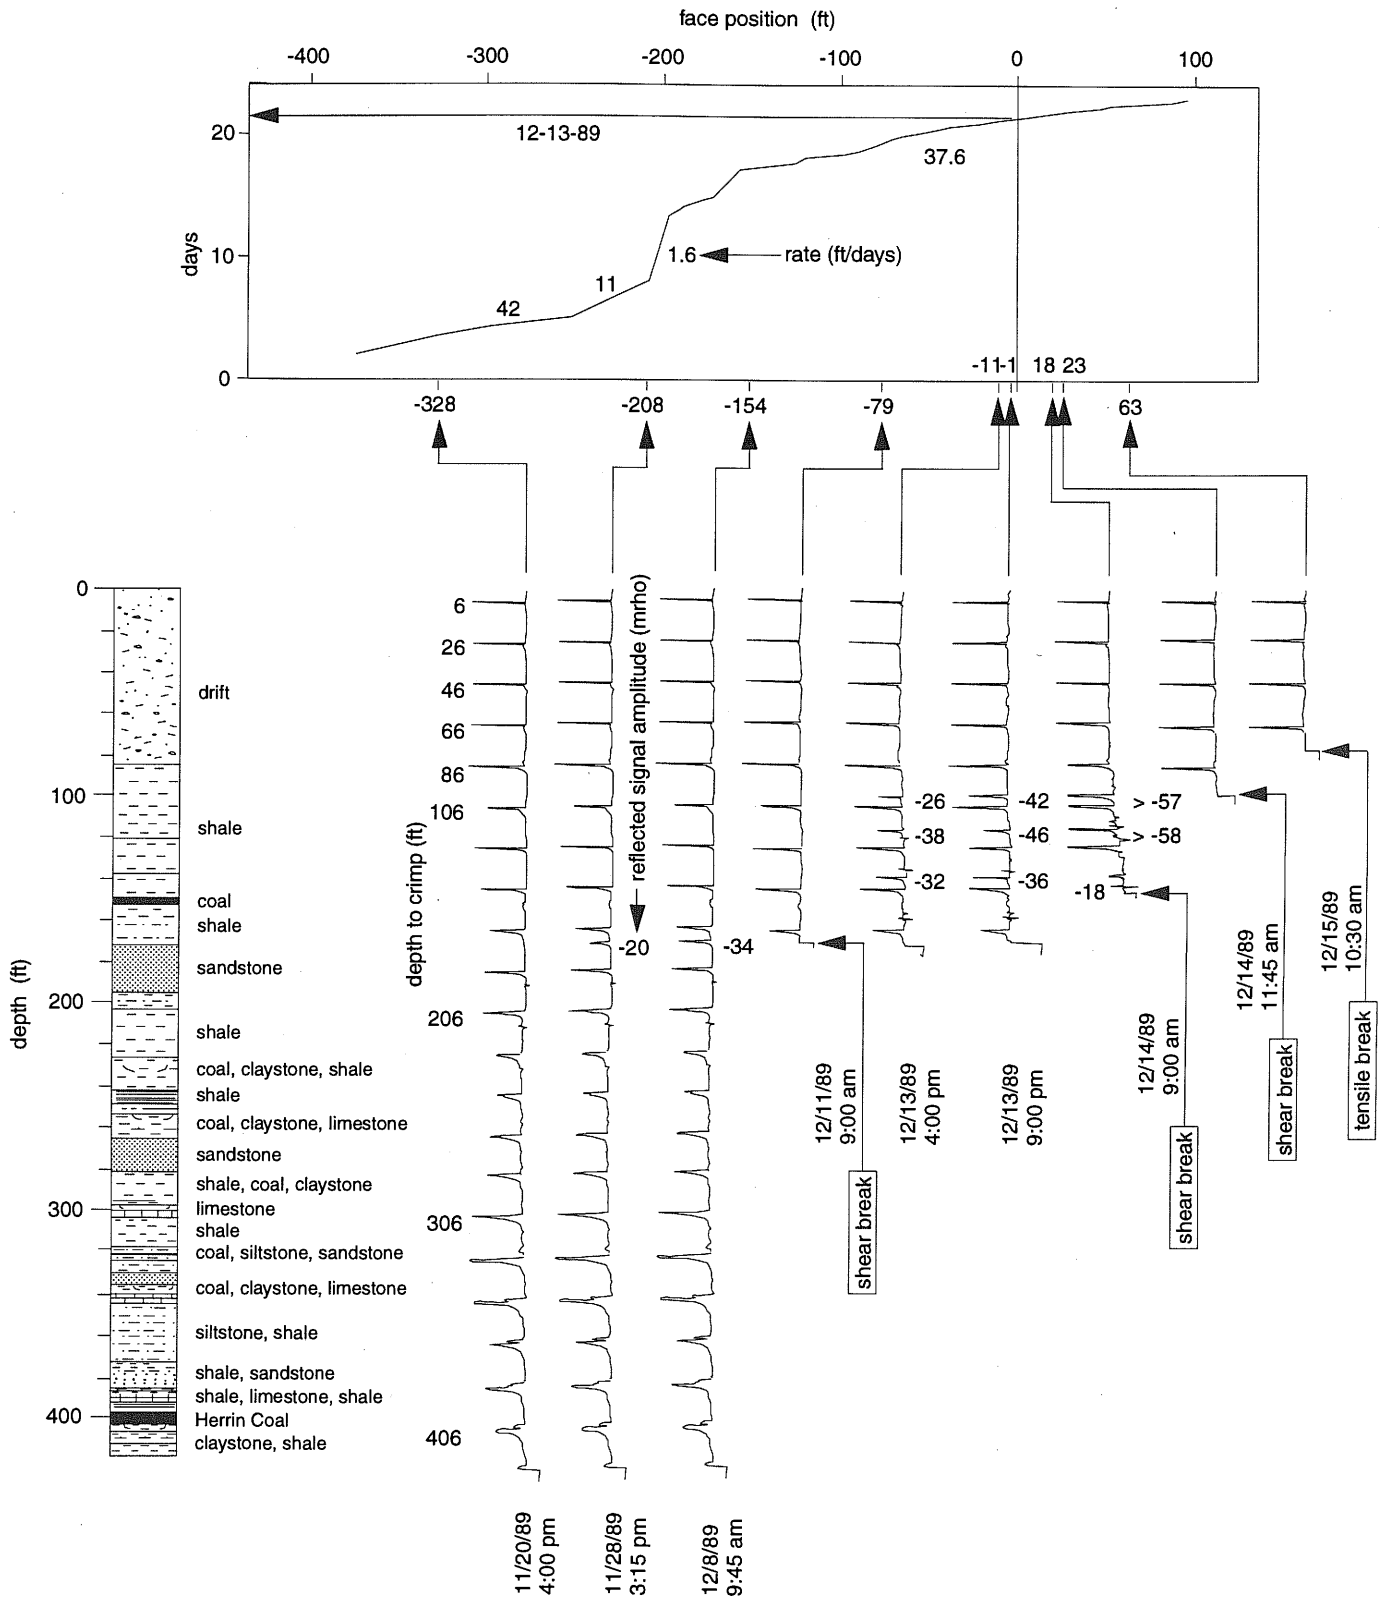 face position (ft)
-400 -300 -200 -100 0 100
20
12-13-89
37.6
days
10
1.6
rate (ft/days)
11
42
-11 -1 18 23
0
-328 -208 -154 -79 63
0
reflected signal amplitude (mrho)
6
26
46
drift
66
86
100
106
-26 -42 > -57
shale
-38 -46 > -58
depth to crimp (ft)
-32 -36 -18
coal
shale
-20 -34
sandstone
depth (ft)
200
206
shale
coal, claystone, shale
shale
coal, claystone, limestone
sandstone
shale, coal, claystone
300
limestone
306
shale
coal, siltstone, sandstone
coal, claystone, limestone
siltstone, shale
shale, sandstone
shale, limestone, shale
400
Herrin Coal
406
claystone, shale
11/20/89
4:00 pm
11/28/89
3:15 pm
12/8/89
9:45 am
12/11/89
9:00 am
shear break
12/13/89
4:00 pm
12/13/89
9:00 pm
12/14/89
9:00 am
shear break
12/14/89
11:45 am
shear break
12/15/89
10:30 am
tensile break